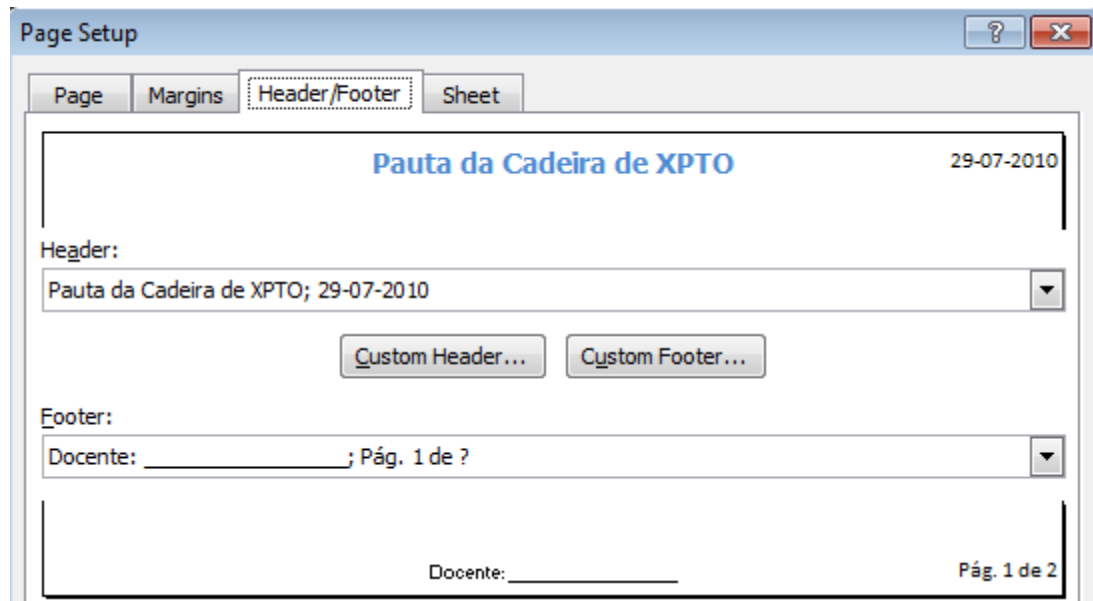 Page Setup
Page Margins Header/Footer Sheet
Pauta da Cadeira de XPTO 29-07-2010
Header:
Pauta da Cadeira de XPTO; 29-07-2010
Custom Header... Custom Footer...
Footer:
Docente: _________________; Pág. 1 de ?
Docente:_________________ Pág. 1 de 2